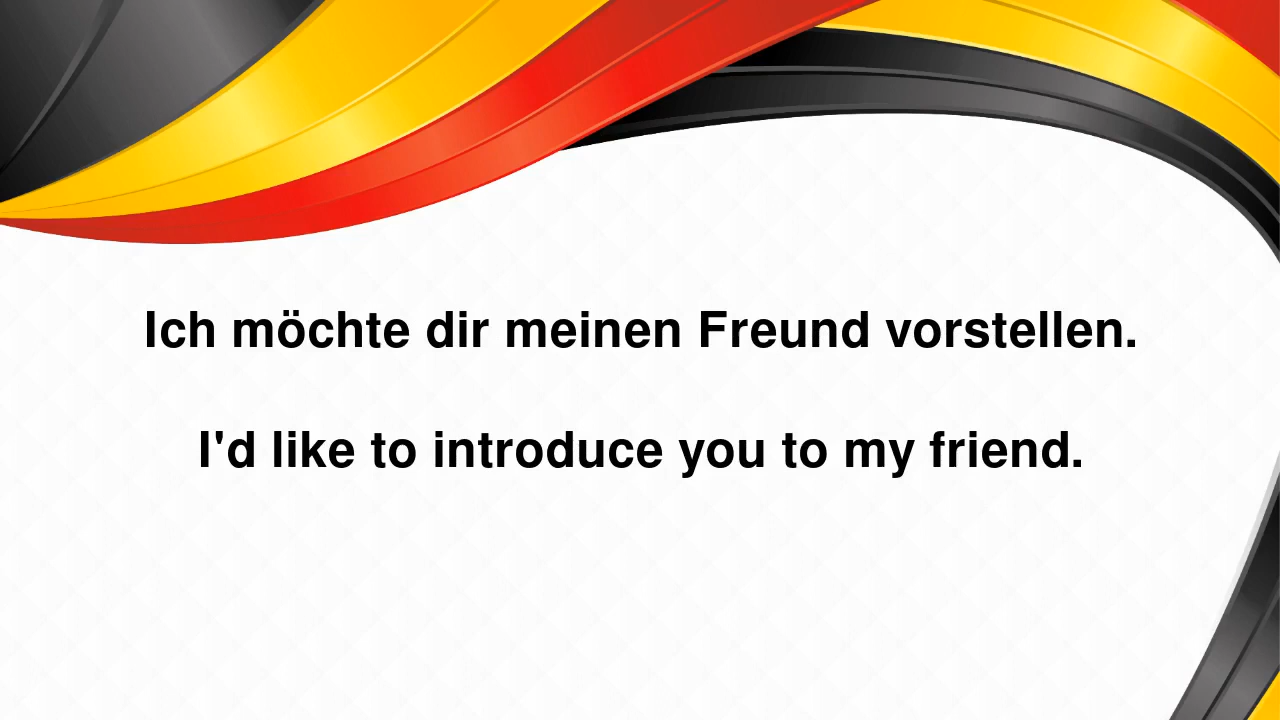 Ich möchte dir meinen Freund vorstellen.
I'd like to introduce you to my friend.